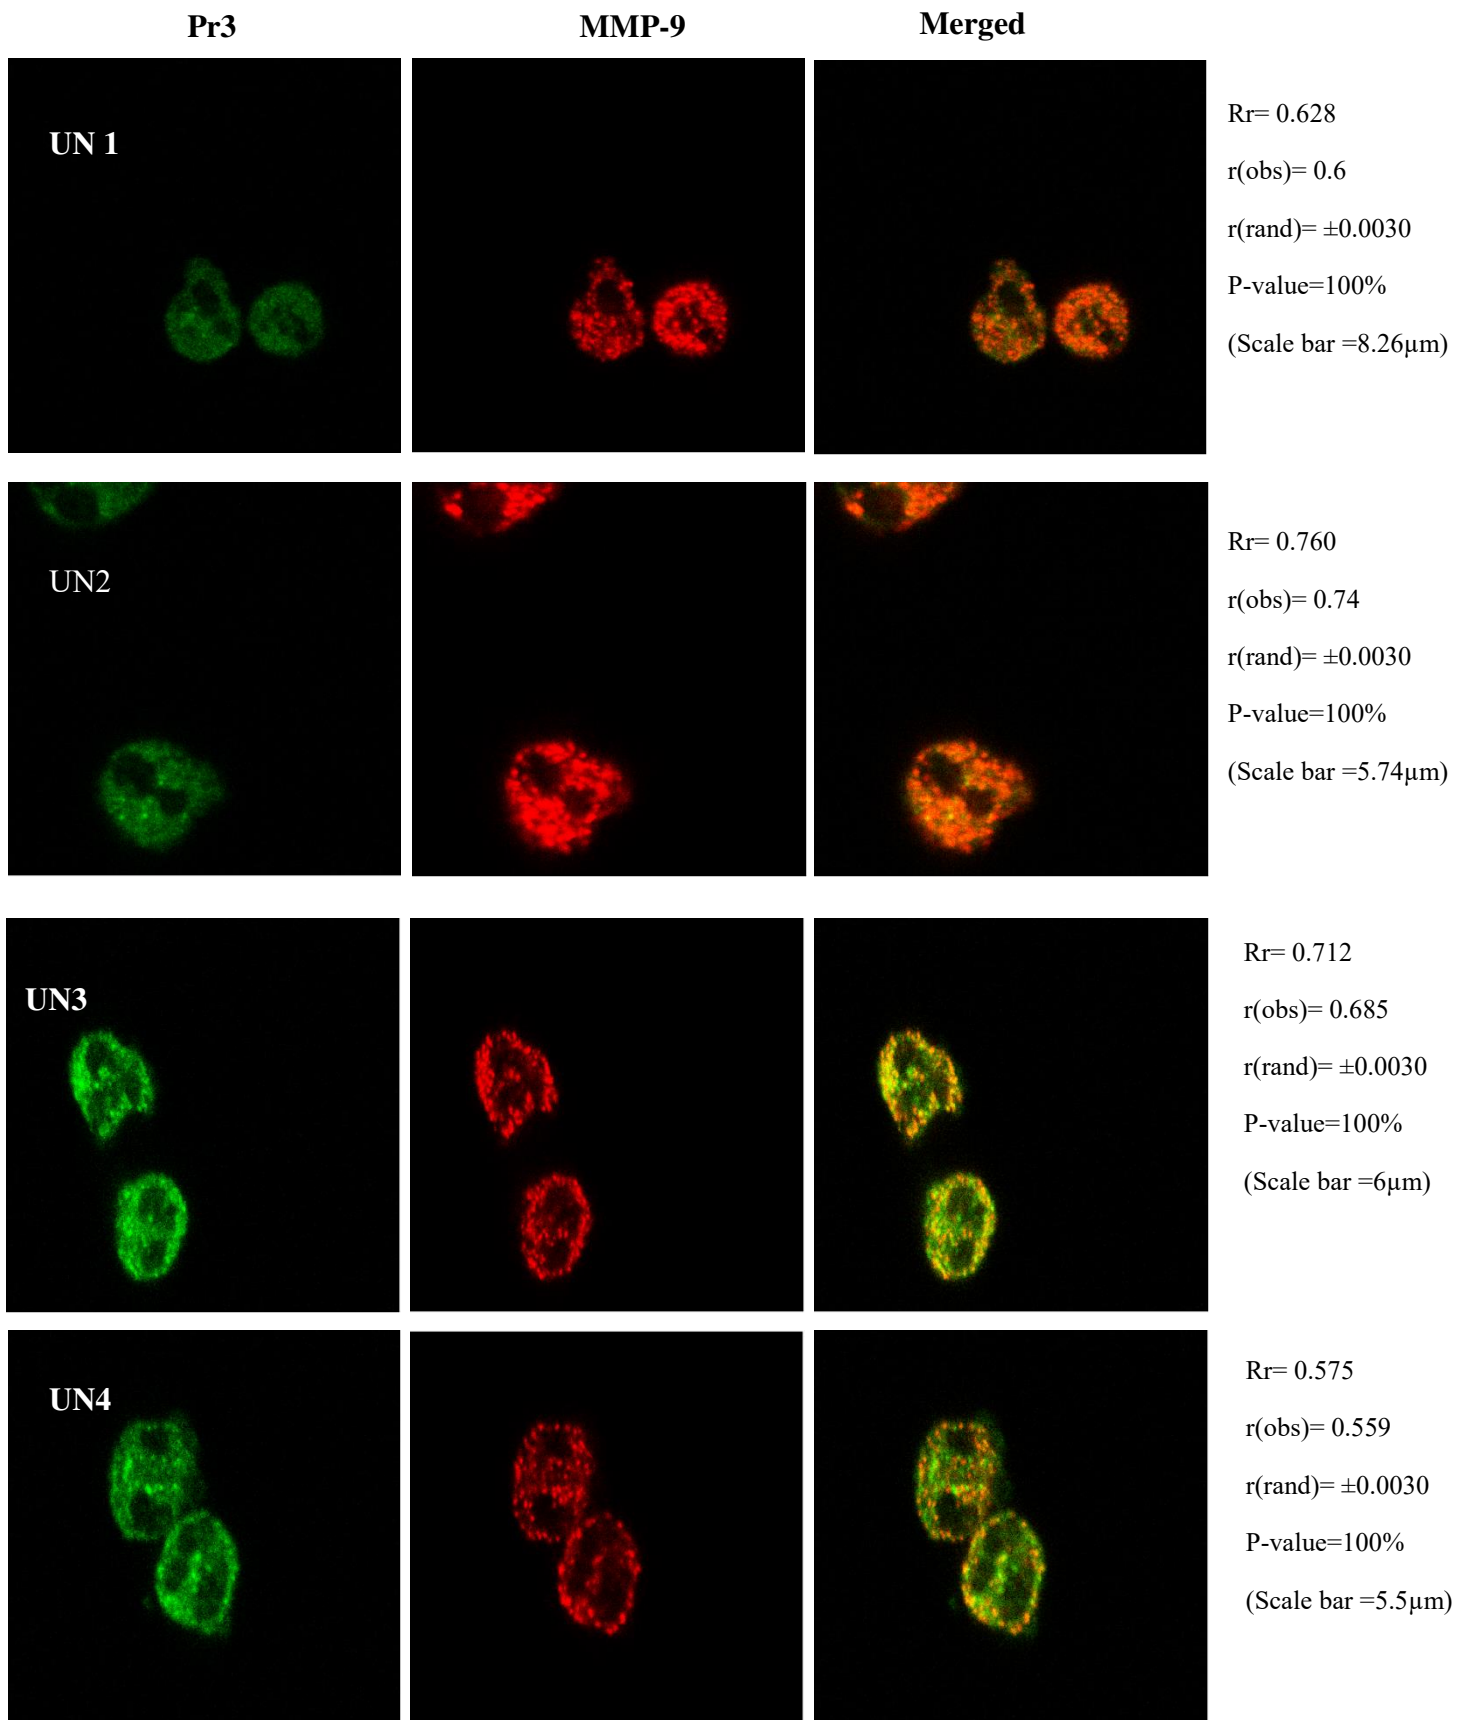 Pr3 MMP-9 Merged
UN 1
Rr= 0.628
r(obs)= 0.6
r(rand)= ±0.0030
P-value=100%
(Scale bar =8.26µm)
UN2
Rr= 0.760
r(obs)= 0.74
r(rand)= ±0.0030
P-value=100%
(Scale bar =5.74µm)
UN3
Rr= 0.712
r(obs)= 0.685
r(rand)= ±0.0030
P-value=100%
(Scale bar =6µm)
UN4
Rr= 0.575
r(obs)= 0.559
r(rand)= ±0.0030
P-value=100%
(Scale bar =5.5µm)